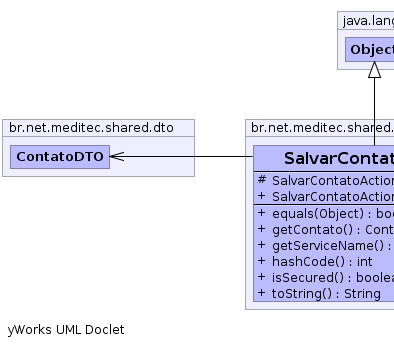 java.lang
Object
br.net.meditec.shared.dto
ContatoDTO
br.net.meditec.shared.
SalvarContat
# SalvarContatoAction
+ SalvarContatoAction
+ equals(Object) : boo
+ getContato() : Cont
+ getServiceName() :
+ hashCode() : int
+ isSecured() : boolea
+ toString() : String
yWorks UML Doclet